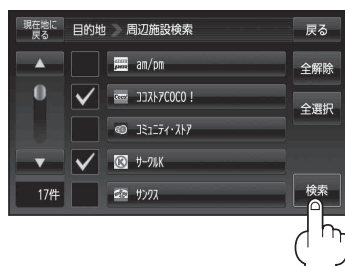 現在地に
戻る
目的地 周辺施設検索
戻る
▲
am/pm
全解除
ココストアCOCO！
全選択
コミュニティ・ストア
▼
サークルK
17件
サンクス
検索